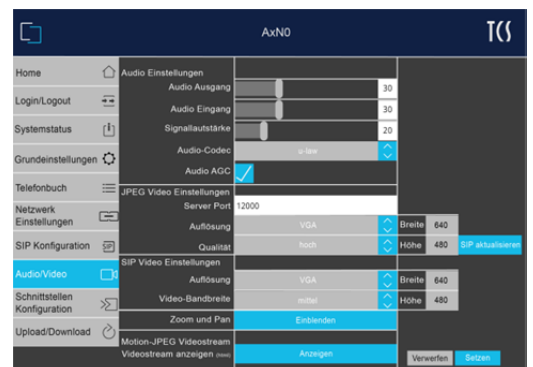 AxN0
TCS
Home
Login/Logout
Systemstatus
Grundeinstellungen
Telefonbuch
Netzwerk
Einstellungen
SIP Konfiguration
SIP
Audio/Video
Schnittstellen
Konfiguration
Upload/Download
Audio Einstellungen
Audio Ausgang 30
Audio Eingang 30
Signallautstärke 20
Audio-Codec u-law
Audio AGC
JPEG Video Einstellungen
Server Port 12000
Auflösung VGA Breite 640
Qualität hoch Höhe 480 SIP aktualisieren
SIP Video Einstellungen
Auflösung VGA Breite 640
Video-Bandbreite mittel Höhe 480
Zoom und Pan Einblenden
Motion-JPEG Videostream
Videostream anzeigen Anzeigen
Verwerfen Setzen